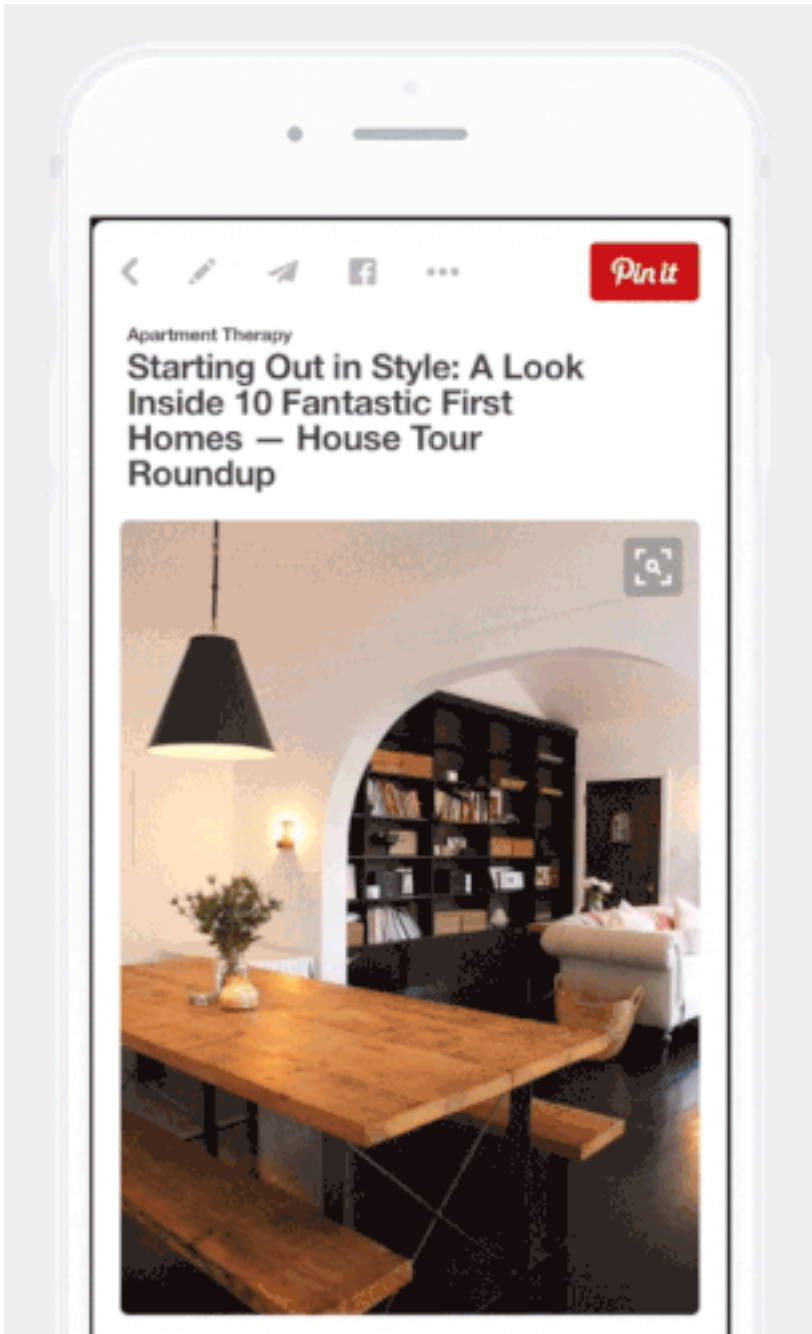 Pin it
Apartment Therapy
Starting Out in Style: A Look
Inside 10 Fantastic First
Homes — House Tour
Roundup